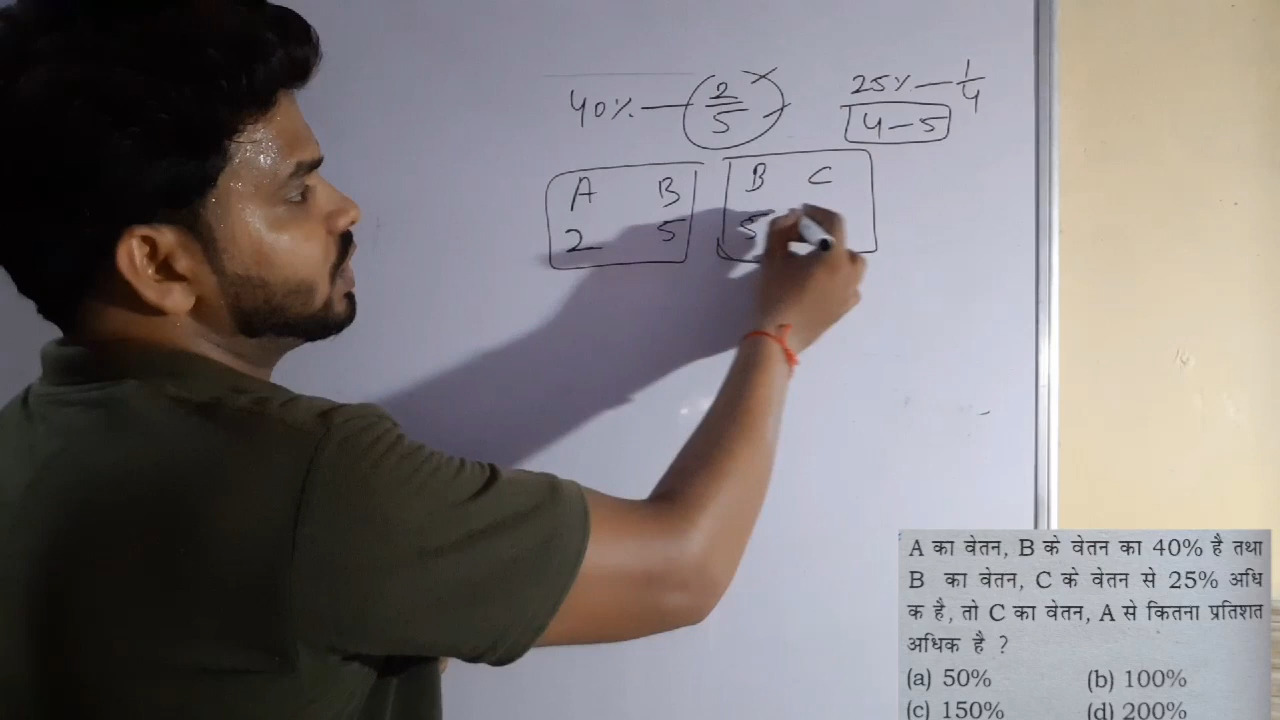 40% — 2/5
25% — 1/4
4 – 5
A B B C
2 5 5
A का वेतन, B के वेतन का 40% है तथा
B का वेतन, C के वेतन से 25% अधि
क है, तो C का वेतन, A से कितना प्रतिशत
अधिक है ?
(a) 50% (b) 100%
(c) 150% (d) 200%